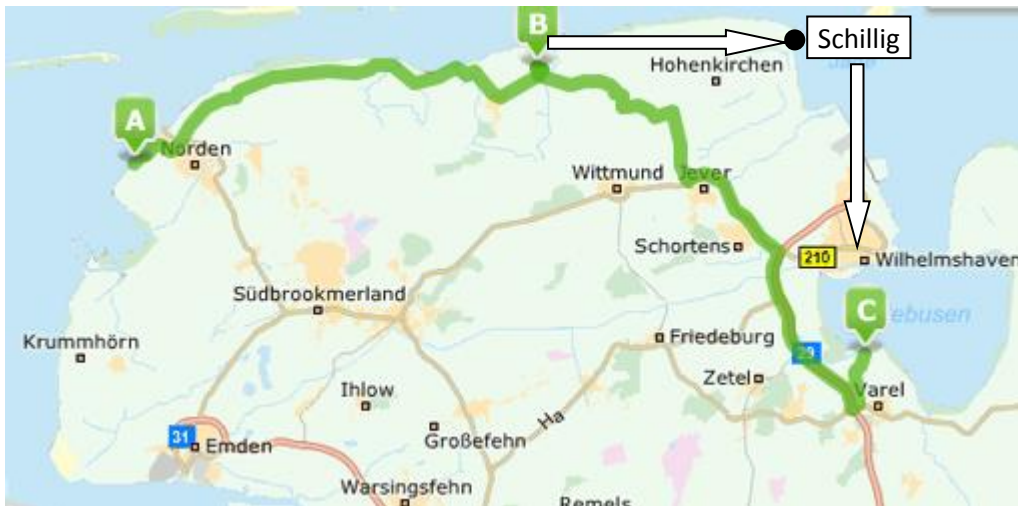 B
Schillig
Hohenkirchen
A
Norden
Wittmund
Jever
Schortens
210
Wilhelmshaven
Südbrookmerland
C
ebusen
Krummhörn
Friedeburg
29
Zetel
Ihlow
Varel
Ha
Großefehn
31
Emden
Warsingsfehn
Remels